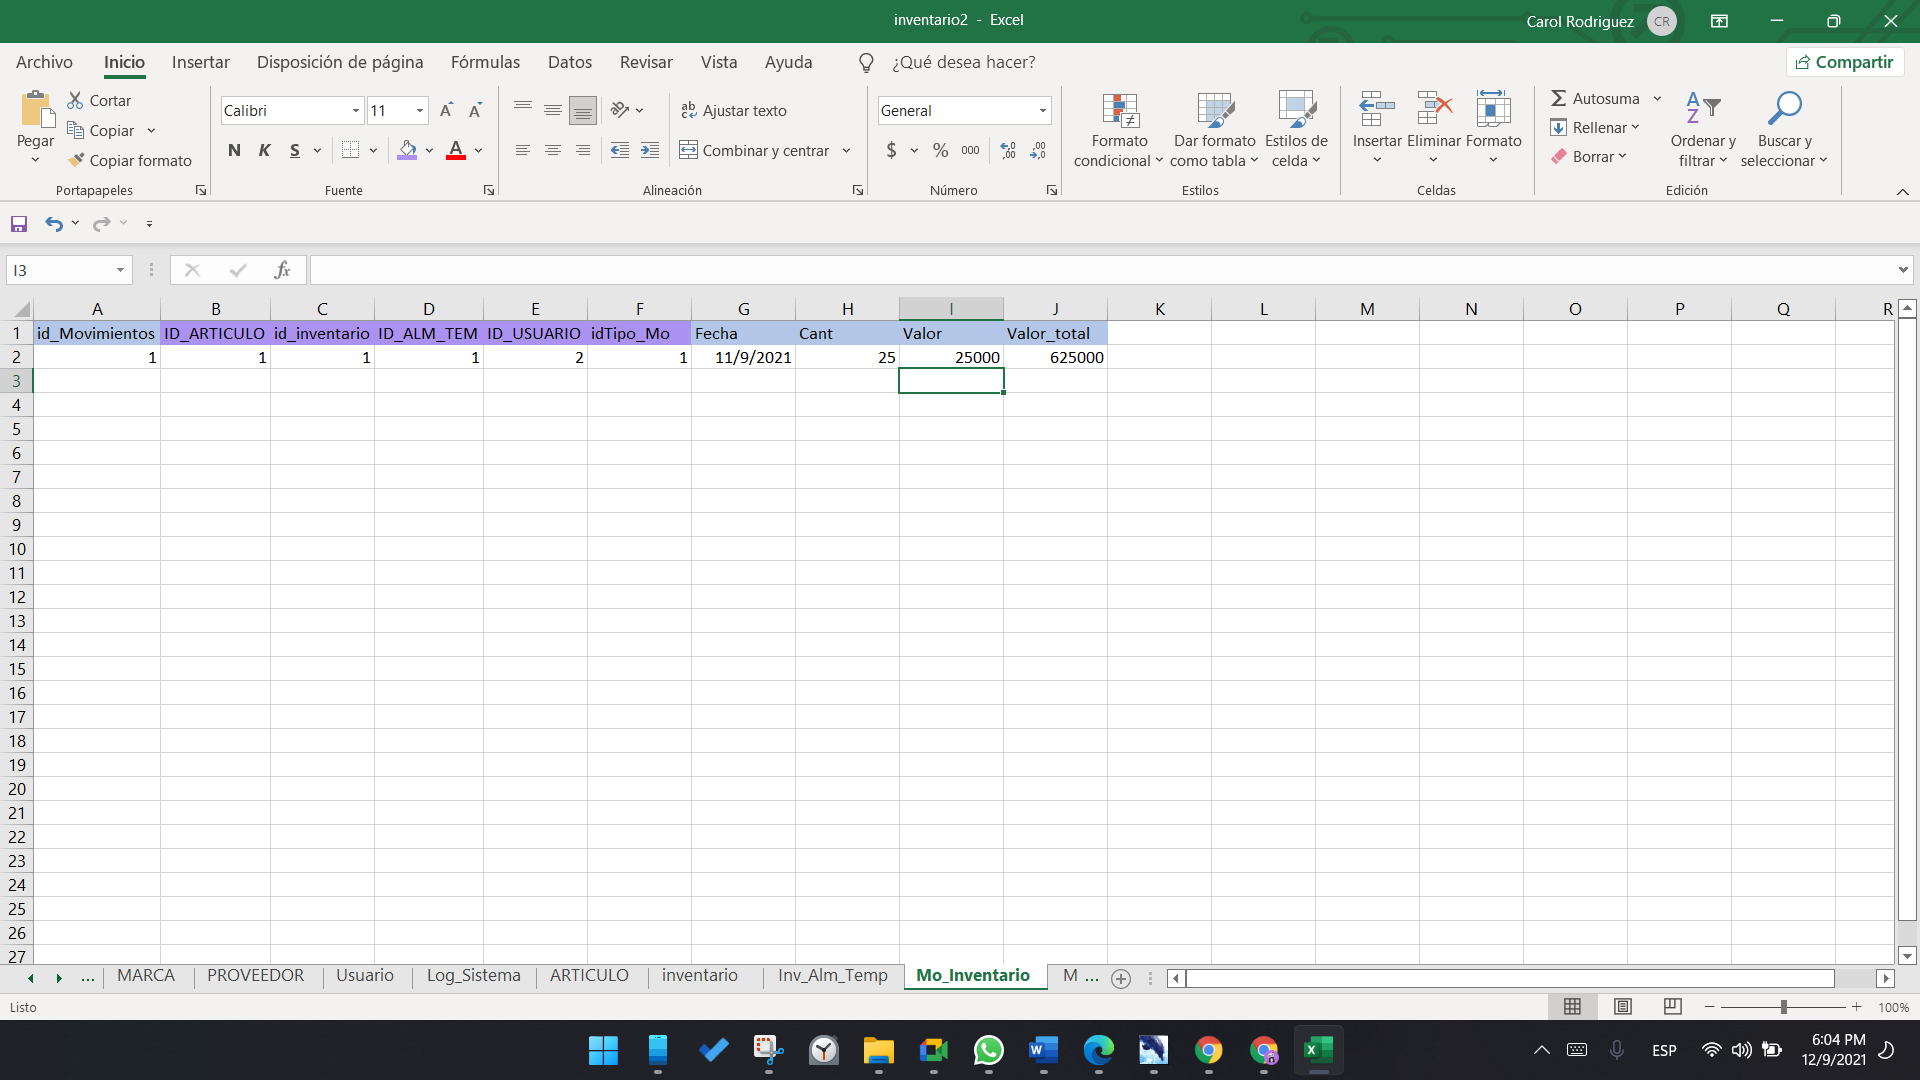 inventario2 - Excel
Carol Rodriguez CR
Archivo Inicio Insertar Disposición de página Fórmulas Datos Revisar Vista Ayuda ¿Qué desea hacer? Compartir
Pegar
Cortar
Copiar
Copiar formato
Portapapeles
Calibri 11
N K S A
Fuente
ab Ajustar texto
Combinar y centrar
Alineación
General
$ % 000
Número
Formato condicional
Dar formato como tabla
Estilos de celda
Estilos
Insertar Eliminar Formato
Celdas
Autosuma
Rellenar
Borrar
Ordenar y filtrar
Buscar y seleccionar
Edición
I3 fx
A B C D E F G H I J K L M N O P Q R
1 id_Movimientos ID_ARTICULO id_inventario ID_ALM_TEM ID_USUARIO idTipo_Mo Fecha Cant Valor Valor_total
2 1 1 1 1 2 1 11/9/2021 25 25000 625000
3
4
5
6
7
8
9
10
11
12
13
14
15
16
17
18
19
20
21
22
23
24
25
26
27
... MARCA PROVEEDOR Usuario Log_Sistema ARTICULO inventario Inv_Alm_Temp Mo_Inventario M ...
Listo 100%
ESP 6:04 PM
12/9/2021